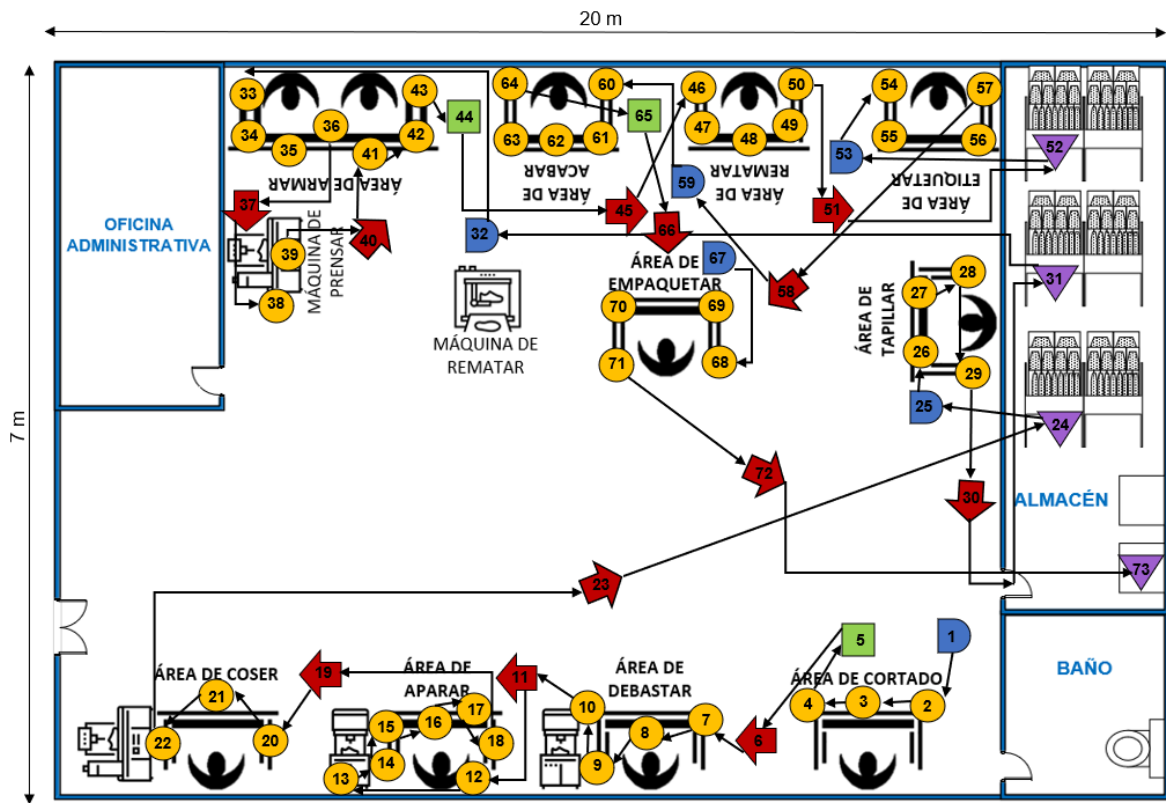 20 m
7 m
33
34
35
36
43
42
41
44
64
63
62
61
60
65
46
47
48
49
50
54
55
56
57
52
53
ÁREA DE
ARMAR
ÁREA DE
ACABAR
ÁREA DE
REMATAR
ÁREA DE
ETIQUETAR
59
37
40
39
38
45
51
32
66
67
31
58
OFICINA
ADMINISTRATIVA
MÁQUINA DE
PRENSAR
MÁQUINA DE
REMATAR
ÁREA DE
EMPAQUETAR
70
69
71
68
ÁREA DE
TAPILLAR
27
28
26
29
25
24
72
30
ALMACÉN
73
23
5
1
ÁREA DE COSER
19
21
22
20
ÁREA DE
APARAR
11
17
16
15
14
18
13
12
ÁREA DE
DEBASTAR
10
9
8
7
6
ÁREA DE CORTADO
4
3
2
BAÑO